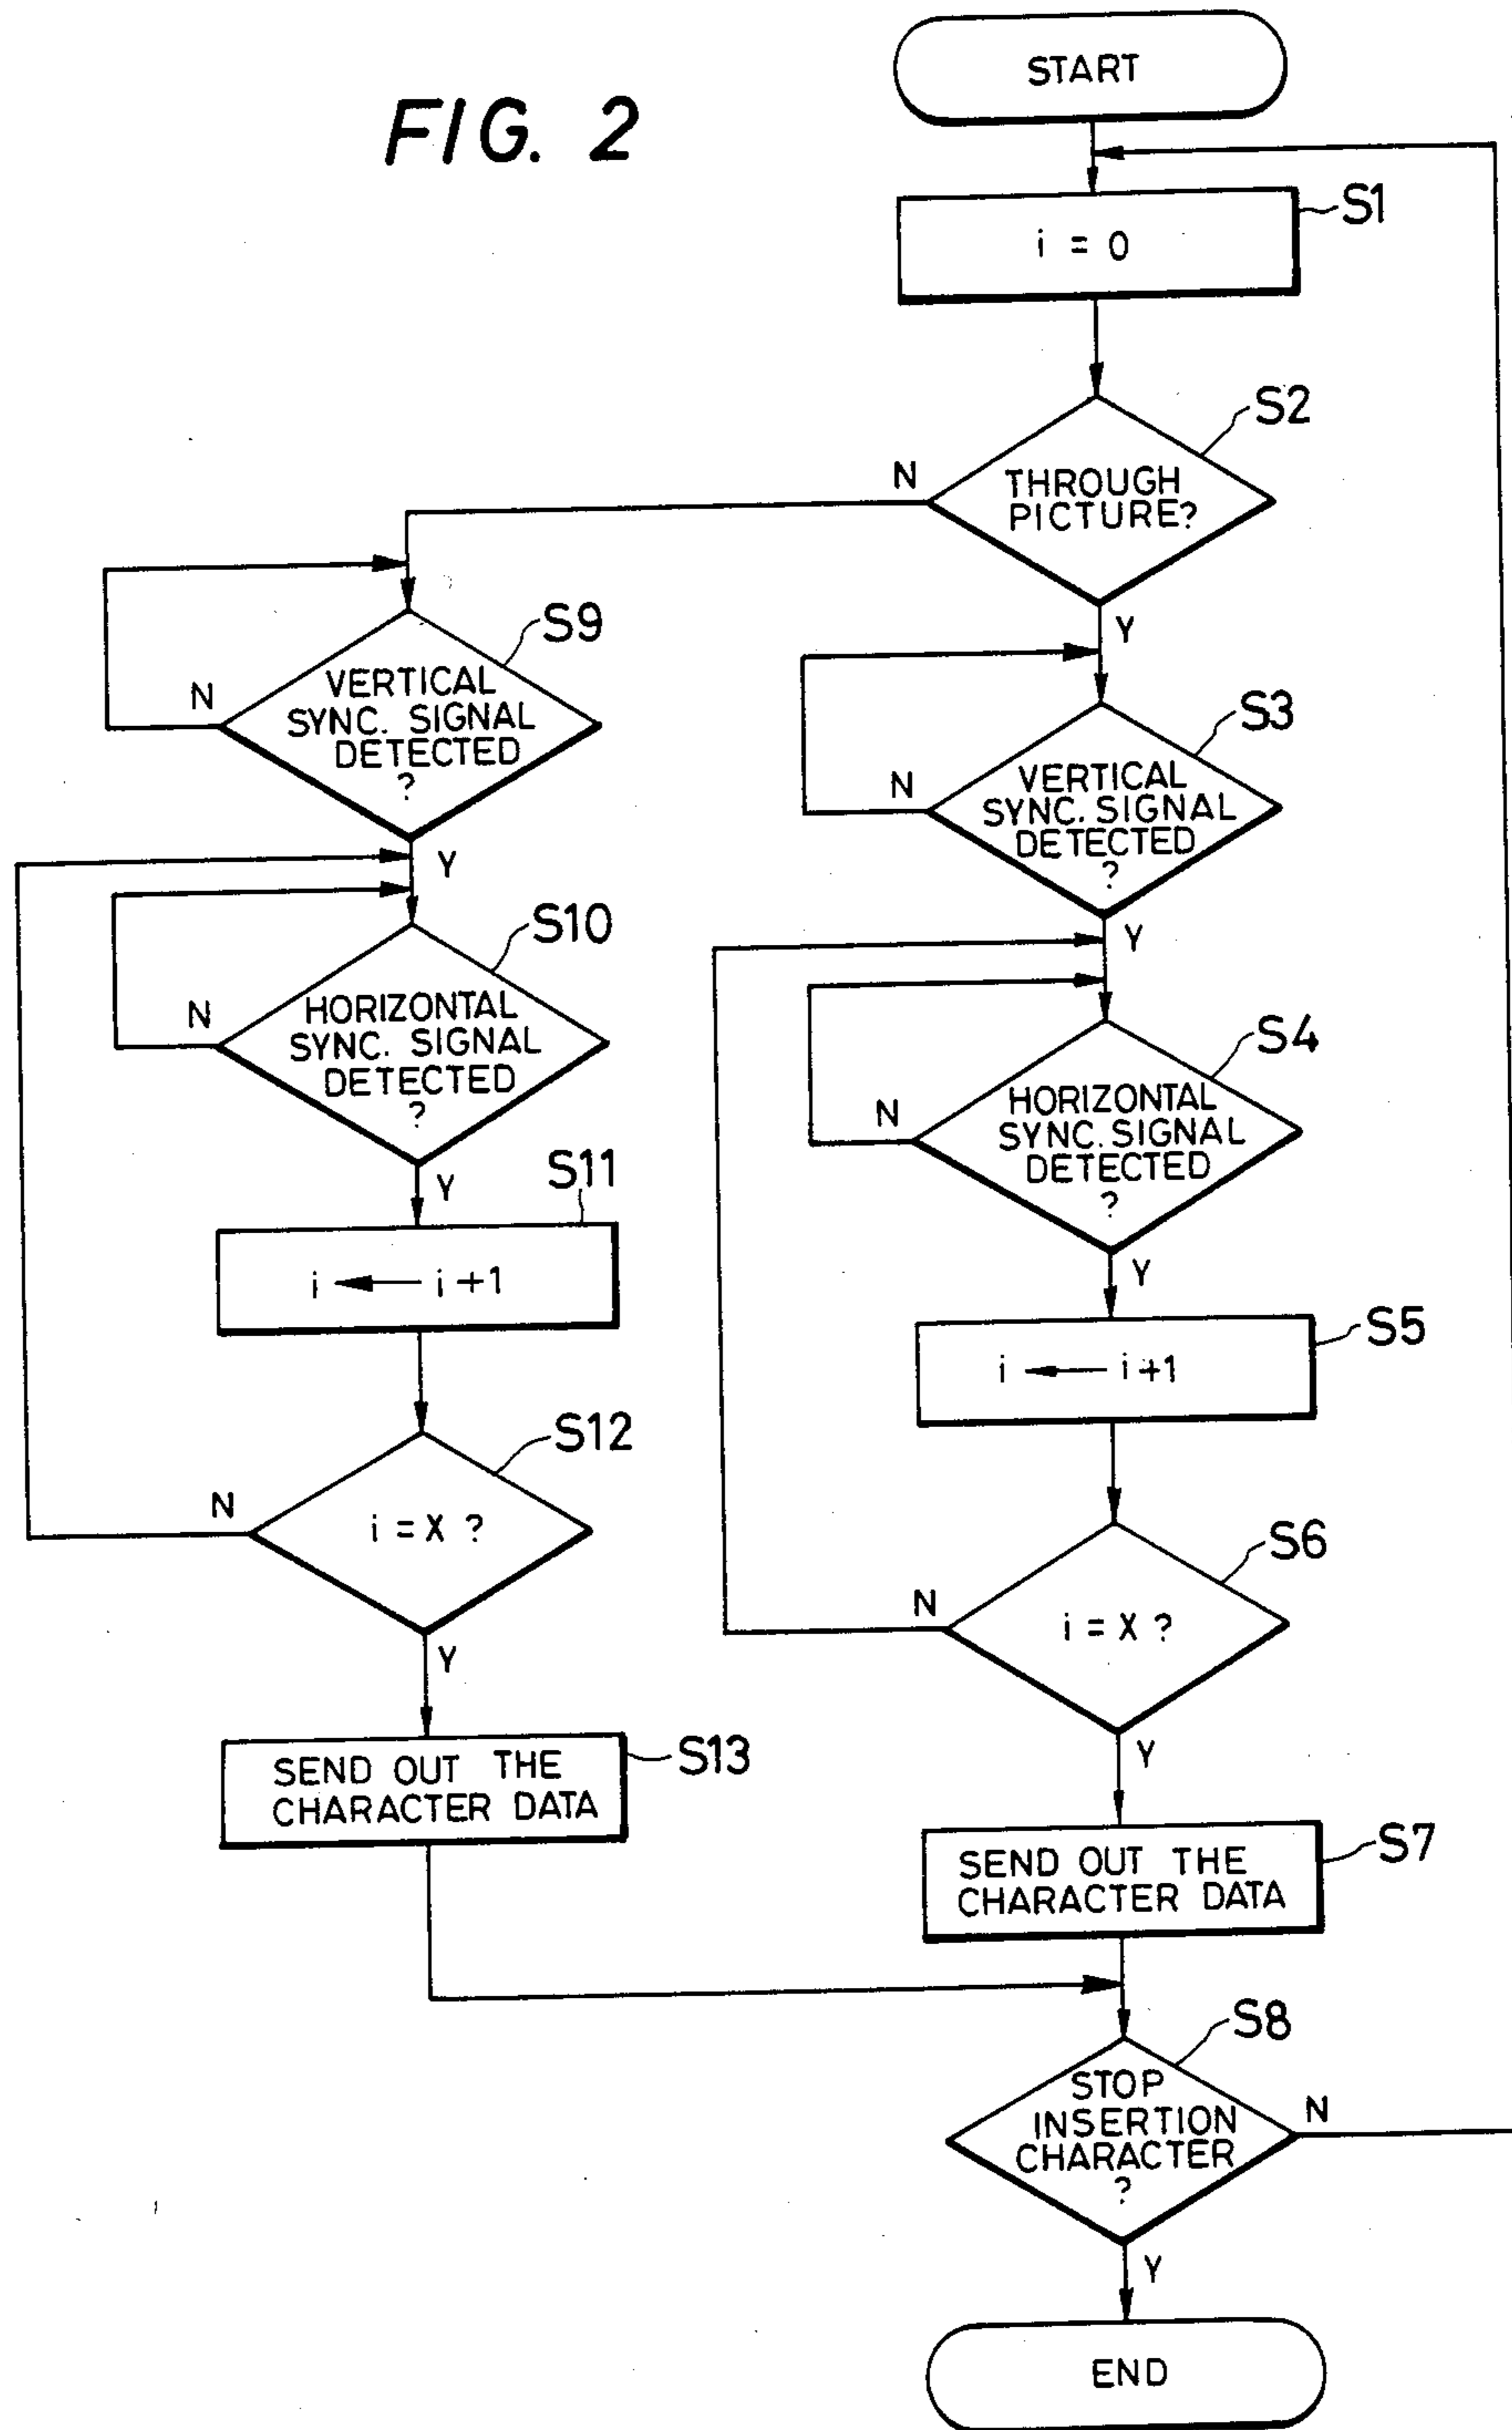 FIG. 2
START
S1
i = 0
S2
THROUGH
PICTURE?
N
Y
S9
VERTICAL
SYNC. SIGNAL
DETECTED
?
N
Y
S3
VERTICAL
SYNC. SIGNAL
DETECTED
?
N
Y
S10
HORIZONTAL
SYNC. SIGNAL
DETECTED
?
N
Y
S4
HORIZONTAL
SYNC. SIGNAL
DETECTED
?
N
Y
S11
i ← i+1
S5
i ← i+1
S12
i = X ?
N
Y
S6
i = X ?
N
Y
S13
SEND OUT THE
CHARACTER DATA
S7
SEND OUT THE
CHARACTER DATA
S8
STOP
INSERTION
CHARACTER
?
N
Y
END